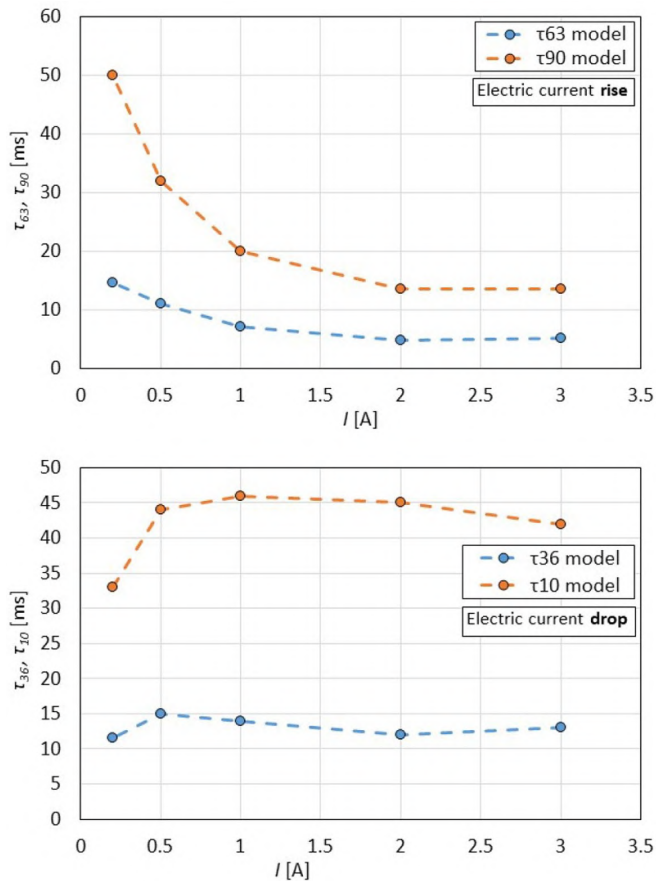 60
50
40
30
20
10
0
τ63, τ90 [ms]
τ63 model
τ90 model
Electric current rise
0 0.5 1 1.5 2 2.5 3 3.5
I [A]
50
45
40
35
30
25
20
15
10
5
0
τ36, τ10 [ms]
τ36 model
τ10 model
Electric current drop
0 0.5 1 1.5 2 2.5 3 3.5
I [A]